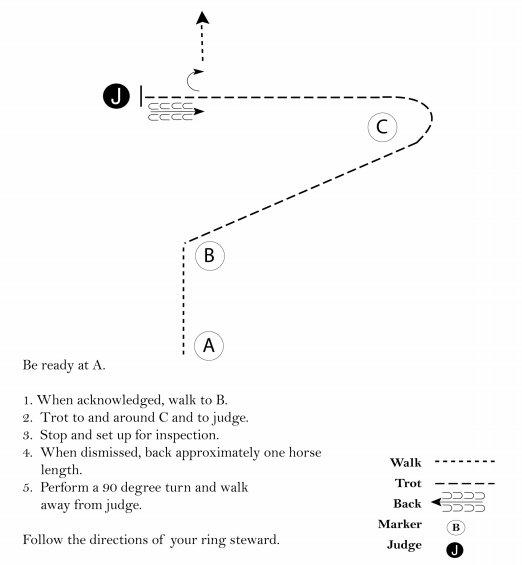 J
C
B
A
Be ready at A.
1. When acknowledged, walk to B.
2. Trot to and around C and to judge.
3. Stop and set up for inspection.
4. When dismissed, back approximately one horse
length.
5. Perform a 90 degree turn and walk
away from judge.
Follow the directions of your ring steward.
Walk
Trot
Back
Marker B
Judge J